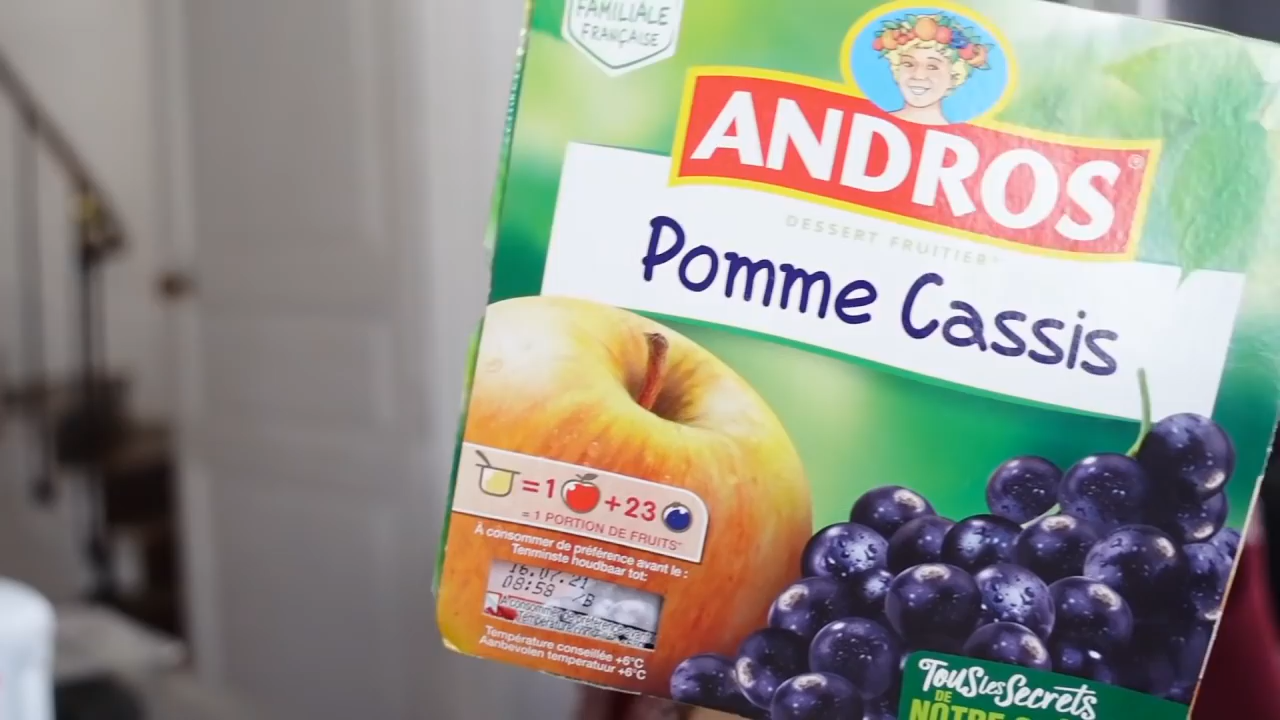 FAMILIALE
FRANÇAISE
ANDROS®
DESSERT FRUITIER*
Pomme Cassis
=1 +23
= 1 PORTION DE FRUITS**
À consommer de préférence avant le :
Tenminste houdbaar tot:
16.07.21
08:58 /B
Température conseillée +6°C
Aanbevolen temperatuur +6°C
Tous les Secrets
DE
NOTRE